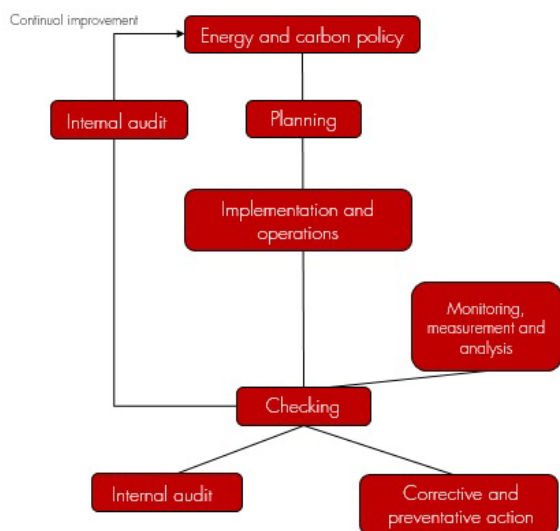 Continual improvement
Energy and carbon policy
Internal audit
Planning
Implementation and
operations
Monitoring,
measurement and
analysis
Checking
Internal audit
Corrective and
preventative action